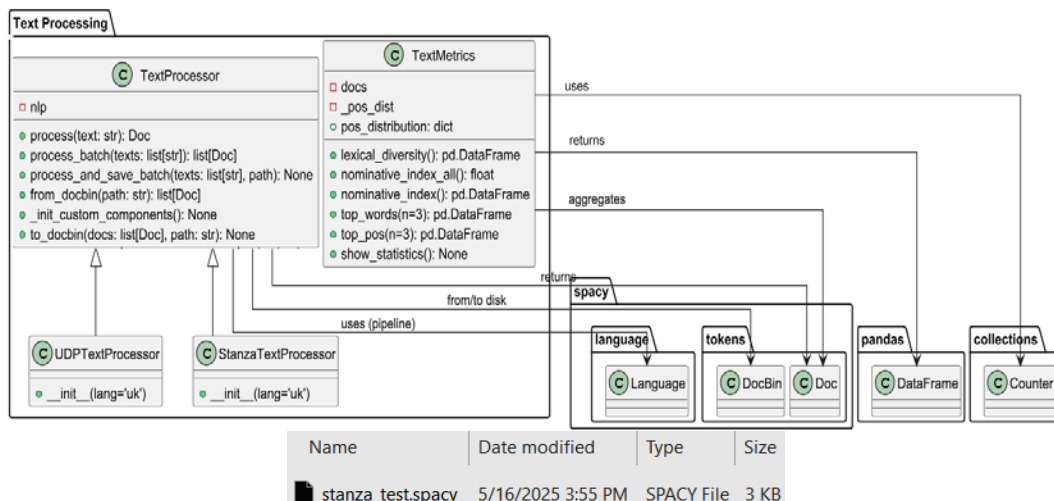 Text Processing
C TextProcessor
nlp
process(text: str): Doc
process_batch(texts: list[str]): list[Doc]
process_and_save_batch(texts: list[str], path): None
from_docbin(path: str): list[Doc]
_init_custom_components(): None
to_docbin(docs: list[Doc], path: str): None
C TextMetrics
docs
_pos_dist
pos_distribution: dict
lexical_diversity(): pd.DataFrame
nominative_index_all(): float
nominative_index(): pd.DataFrame
top_words(n=3): pd.DataFrame
top_pos(n=3): pd.DataFrame
show_statistics(): None
uses
returns
aggregates
returns
from/to disk
uses (pipeline)
C UDPTextProcessor
__init__(lang='uk')
C StanzaTextProcessor
__init__(lang='uk')
spacy
language
C Language
tokens
C DocBin
C Doc
pandas
C DataFrame
collections
C Counter
Name Date modified Type Size
stanza_test.spacy 5/16/2025 3:55 PM SPACY File 3 KB